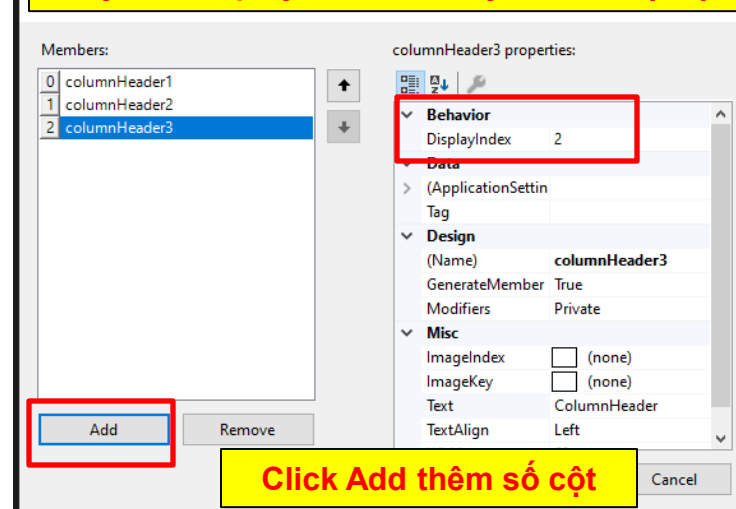 Members:
columnHeader3 properties:
0 columnHeader1
1 columnHeader2
2 columnHeader3
Behavior
DisplayIndex 2
Data
(ApplicationSettin
Tag
Design
(Name) columnHeader3
GenerateMember True
Modifiers Private
Misc
ImageIndex (none)
ImageKey (none)
Text ColumnHeader
TextAlign Left
Add Remove
Click Add thêm số cột
Cancel